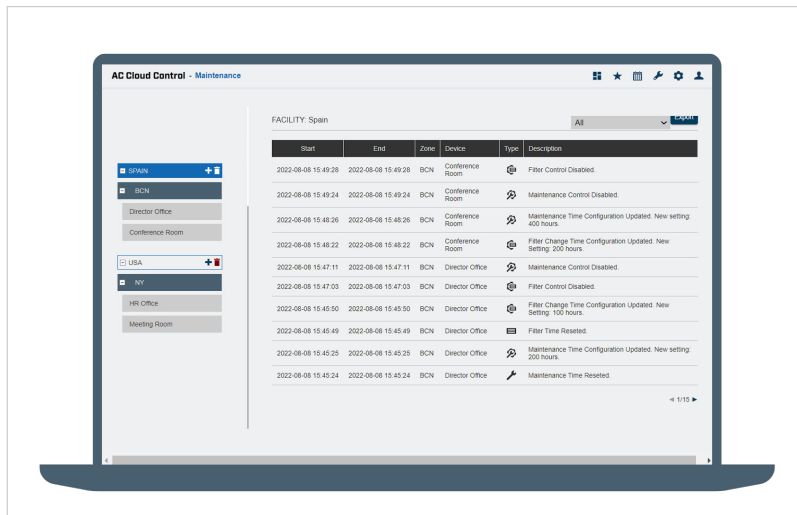 AC Cloud Control - Maintenance
FACILITY: Spain
All
Export
SPAIN
BCN
Director Office
Conference Room
USA
NY
HR Office
Meeting Room
Start End Zone Device Type Description
2022-08-08 15:49:28 2022-08-08 15:49:28 BCN Conference Room Filter Control Disabled.
2022-08-08 15:49:24 2022-08-08 15:49:24 BCN Conference Room Maintenance Control Disabled.
2022-08-08 15:48:26 2022-08-08 15:48:26 BCN Conference Room Maintenance Time Configuration Updated. New setting: 400 hours.
2022-08-08 15:48:22 2022-08-08 15:48:22 BCN Conference Room Filter Change Time Configuration Updated. New Setting: 200 hours.
2022-08-08 15:47:11 2022-08-08 15:47:11 BCN Director Office Maintenance Control Disabled.
2022-08-08 15:47:03 2022-08-08 15:47:03 BCN Director Office Filter Control Disabled.
2022-08-08 15:45:50 2022-08-08 15:45:50 BCN Director Office Filter Change Time Configuration Updated. New Setting: 100 hours.
2022-08-08 15:45:49 2022-08-08 15:45:49 BCN Director Office Filter Time Reseted.
2022-08-08 15:45:25 2022-08-08 15:45:25 BCN Director Office Maintenance Time Configuration Updated. New setting: 200 hours.
2022-08-08 15:45:24 2022-08-08 15:45:24 BCN Director Office Maintenance Time Reseted.
1/15